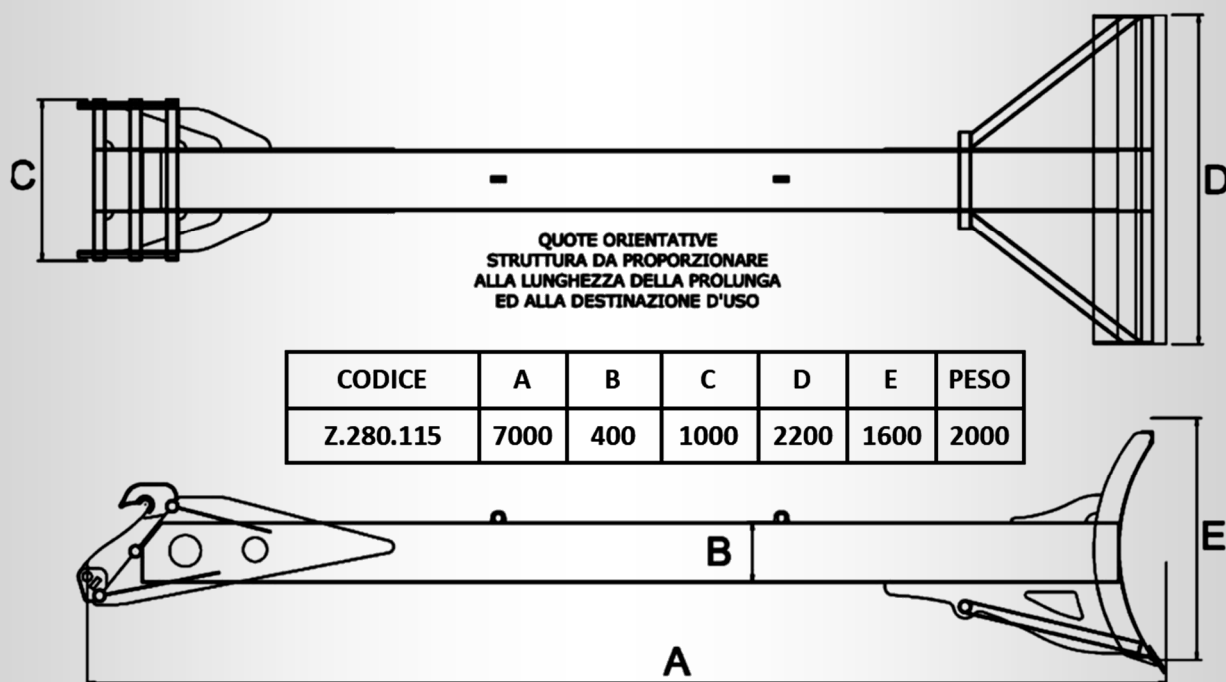 C
D
QUOTE ORIENTATIVE
STRUTTURA DA PROPORZIONARE
ALLA LUNGHEZZA DELLA PROLUNGA
ED ALLA DESTINAZIONE D'USO
CODICE A B C D E PESO
Z.280.115 7000 400 1000 2200 1600 2000
B
E
A